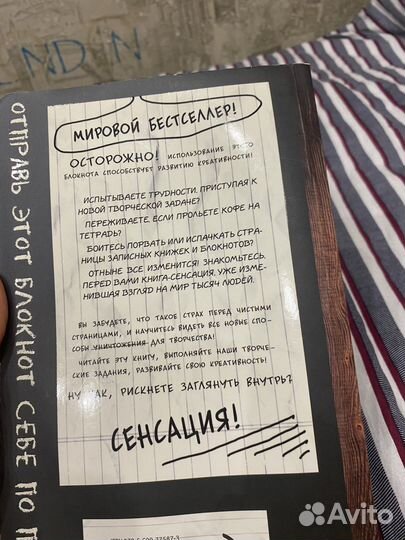 МИРОВОЙ БЕСТСЕЛЛЕР!
ОСТОРОЖНО! ИСПОЛЬЗОВАНИЕ ЭТОГО
БЛОКНОТА СПОСОБСТВУЕТ РАЗВИТИЮ КРЕАТИВНОСТИ!
ИСПЫТЫВАЕТЕ ТРУДНОСТИ, ПРИСТУПАЯ К
НОВОЙ ТВОРЧЕСКОЙ ЗАДАЧЕ?
ПЕРЕЖИВАЕТЕ, ЕСЛИ ПРОЛЬЕТЕ КОФЕ НА
ТЕТРАДЬ?
БОИТЕСЬ ПОРВАТЬ ИЛИ ИСПАЧКАТЬ СТРА-
НИЦЫ ЗАПИСНЫХ КНИЖЕК И БЛОКНОТОВ?
ОТНЫНЕ ВСЕ ИЗМЕНИТСЯ! ЗНАКОМЬТЕСЬ,
ПЕРЕД ВАМИ КНИГА-СЕНСАЦИЯ, УЖЕ ИЗМЕ-
НИВШАЯ ВЗГЛЯД НА МИР ТЫСЯЧ ЛЮДЕЙ.
ВЫ ЗАБУДЕТЕ, ЧТО ТАКОЕ СТРАХ ПЕРЕД ЧИСТЫМИ
СТРАНИЦАМИ, И НАУЧИТЕСЬ ВИДЕТЬ ВСЕ НОВЫЕ СПО-
СОБЫ УНИЧТОЖЕНИЯ ДЛЯ ТВОРЧЕСТВА!
ЧИТАЙТЕ ЭТУ КНИГУ, ВЫПОЛНЯЙТЕ НАШИ ТВОРЧЕ-
СКИЕ ЗАДАНИЯ, РАЗВИВАЙТЕ СВОЮ КРЕАТИВНОСТЬ!
НУ КАК, РИСКНЕТЕ ЗАГЛЯНУТЬ ВНУТРЬ?
СЕНСАЦИЯ!
ОТПРАВЬ ЭТОТ БЛОКНОТ СЕБЕ ПО
Avito